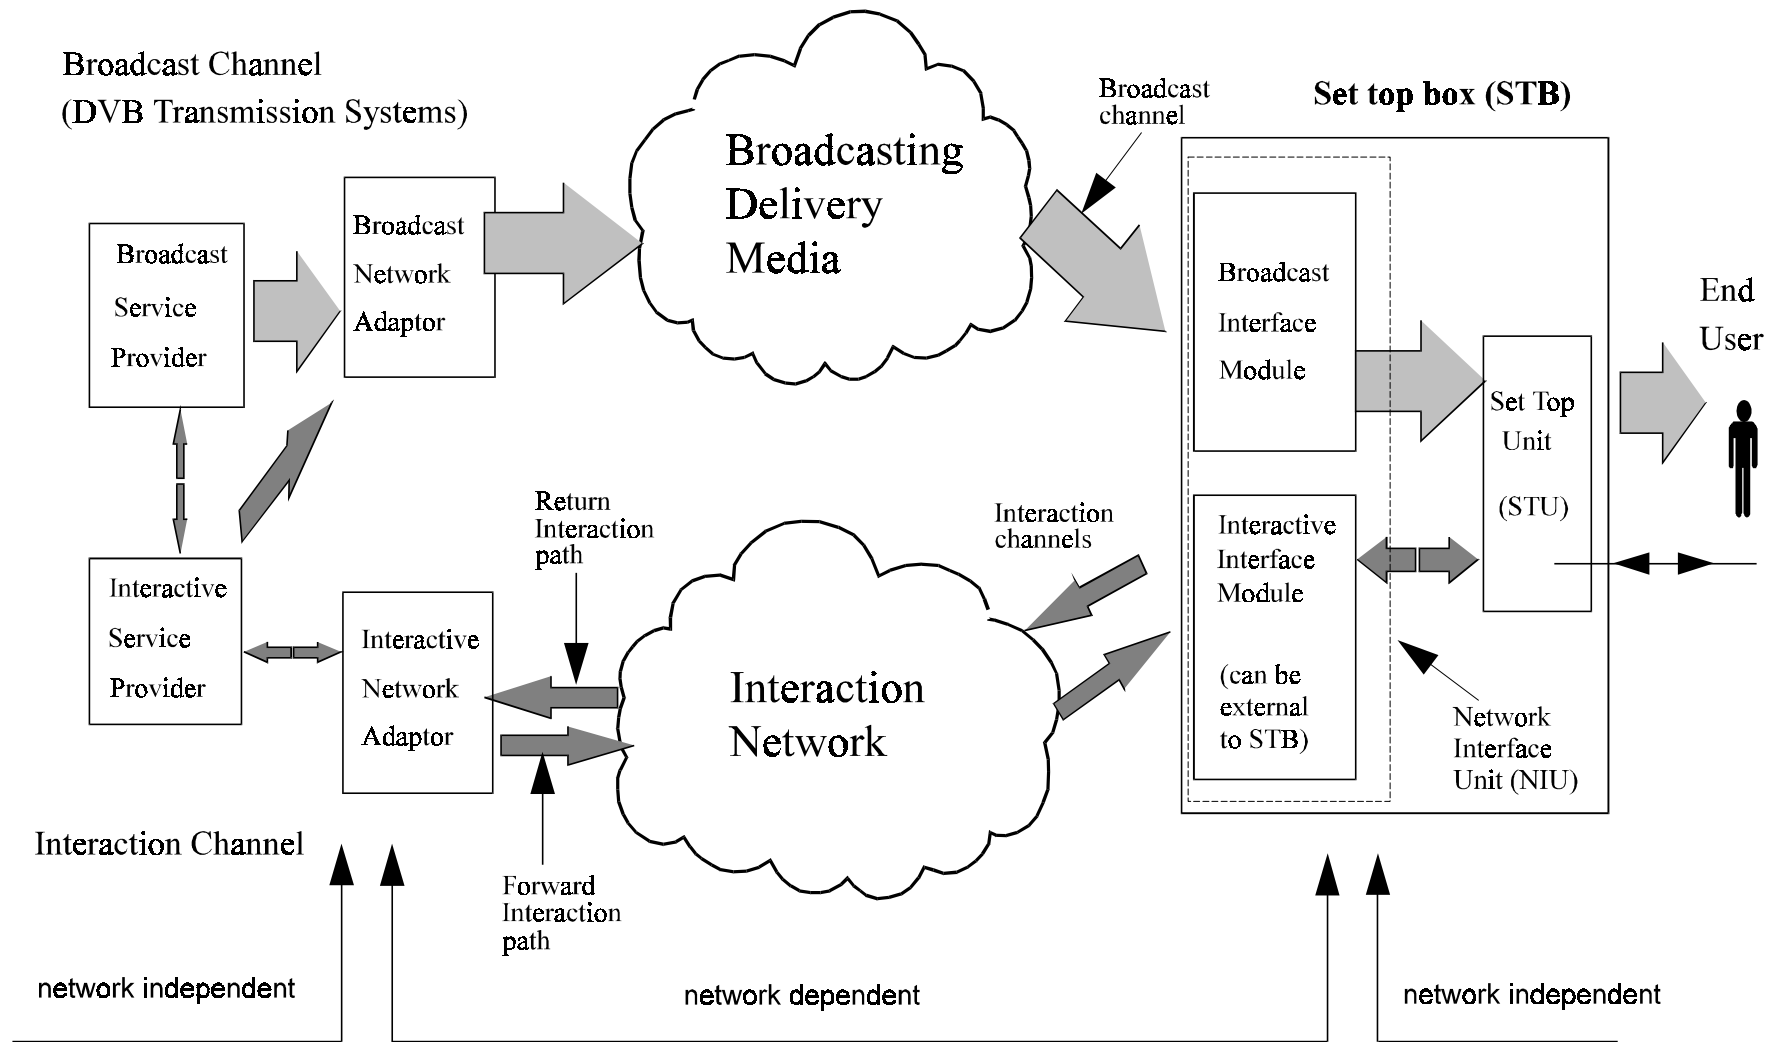 Broadcast Channel
(DVB Transmission Systems)
Broadcast
Service
Provider
Broadcast
Network
Adaptor
Broadcasting
Delivery
Media
Broadcast
channel
Set top box (STB)
Broadcast
Interface
Module
Set Top
Unit
(STU)
End
User
Interactive
Service
Provider
Interactive
Network
Adaptor
Return
Interaction
path
Interaction
Network
Interaction
channels
Interactive
Interface
Module
(can be
external
to STB)
Network
Interface
Unit (NIU)
Interaction Channel
Forward
Interaction
path
network independent
network dependent
network independent